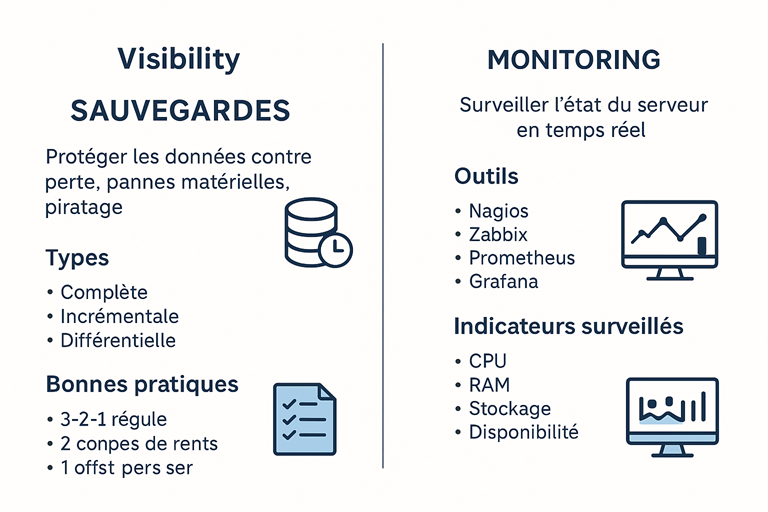 Visibility
SAUVEGARDES
Protéger les données contre
perte, pannes matérielles,
piratage
Types
• Complète
• Incrémentale
• Différentielle
Bonnes pratiques
• 3-2-1 régule
• 2 conpes de rents
• 1 offst pers ser
MONITORING
Surveiller l’état du serveur
en temps réel
Outils
• Nagios
• Zabbix
• Prometheus
• Grafana
Indicateurs surveillés
• CPU
• RAM
• Stockage
• Disponibilité